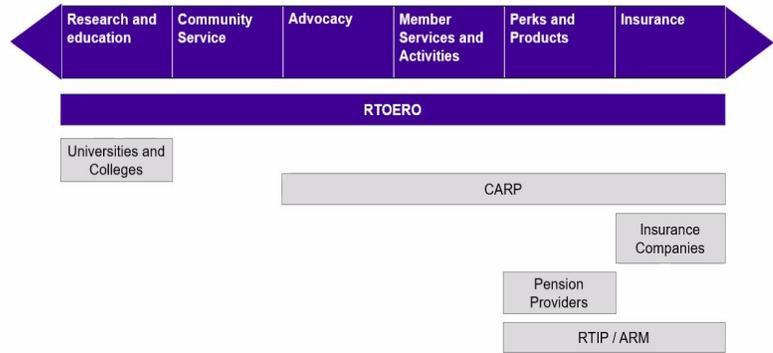 Research and
education
Community
Service
Advocacy
Member
Services and
Activities
Perks and
Products
Insurance
RTOERO
Universities and
Colleges
CARP
Insurance
Companies
Pension
Providers
RTIP / ARM